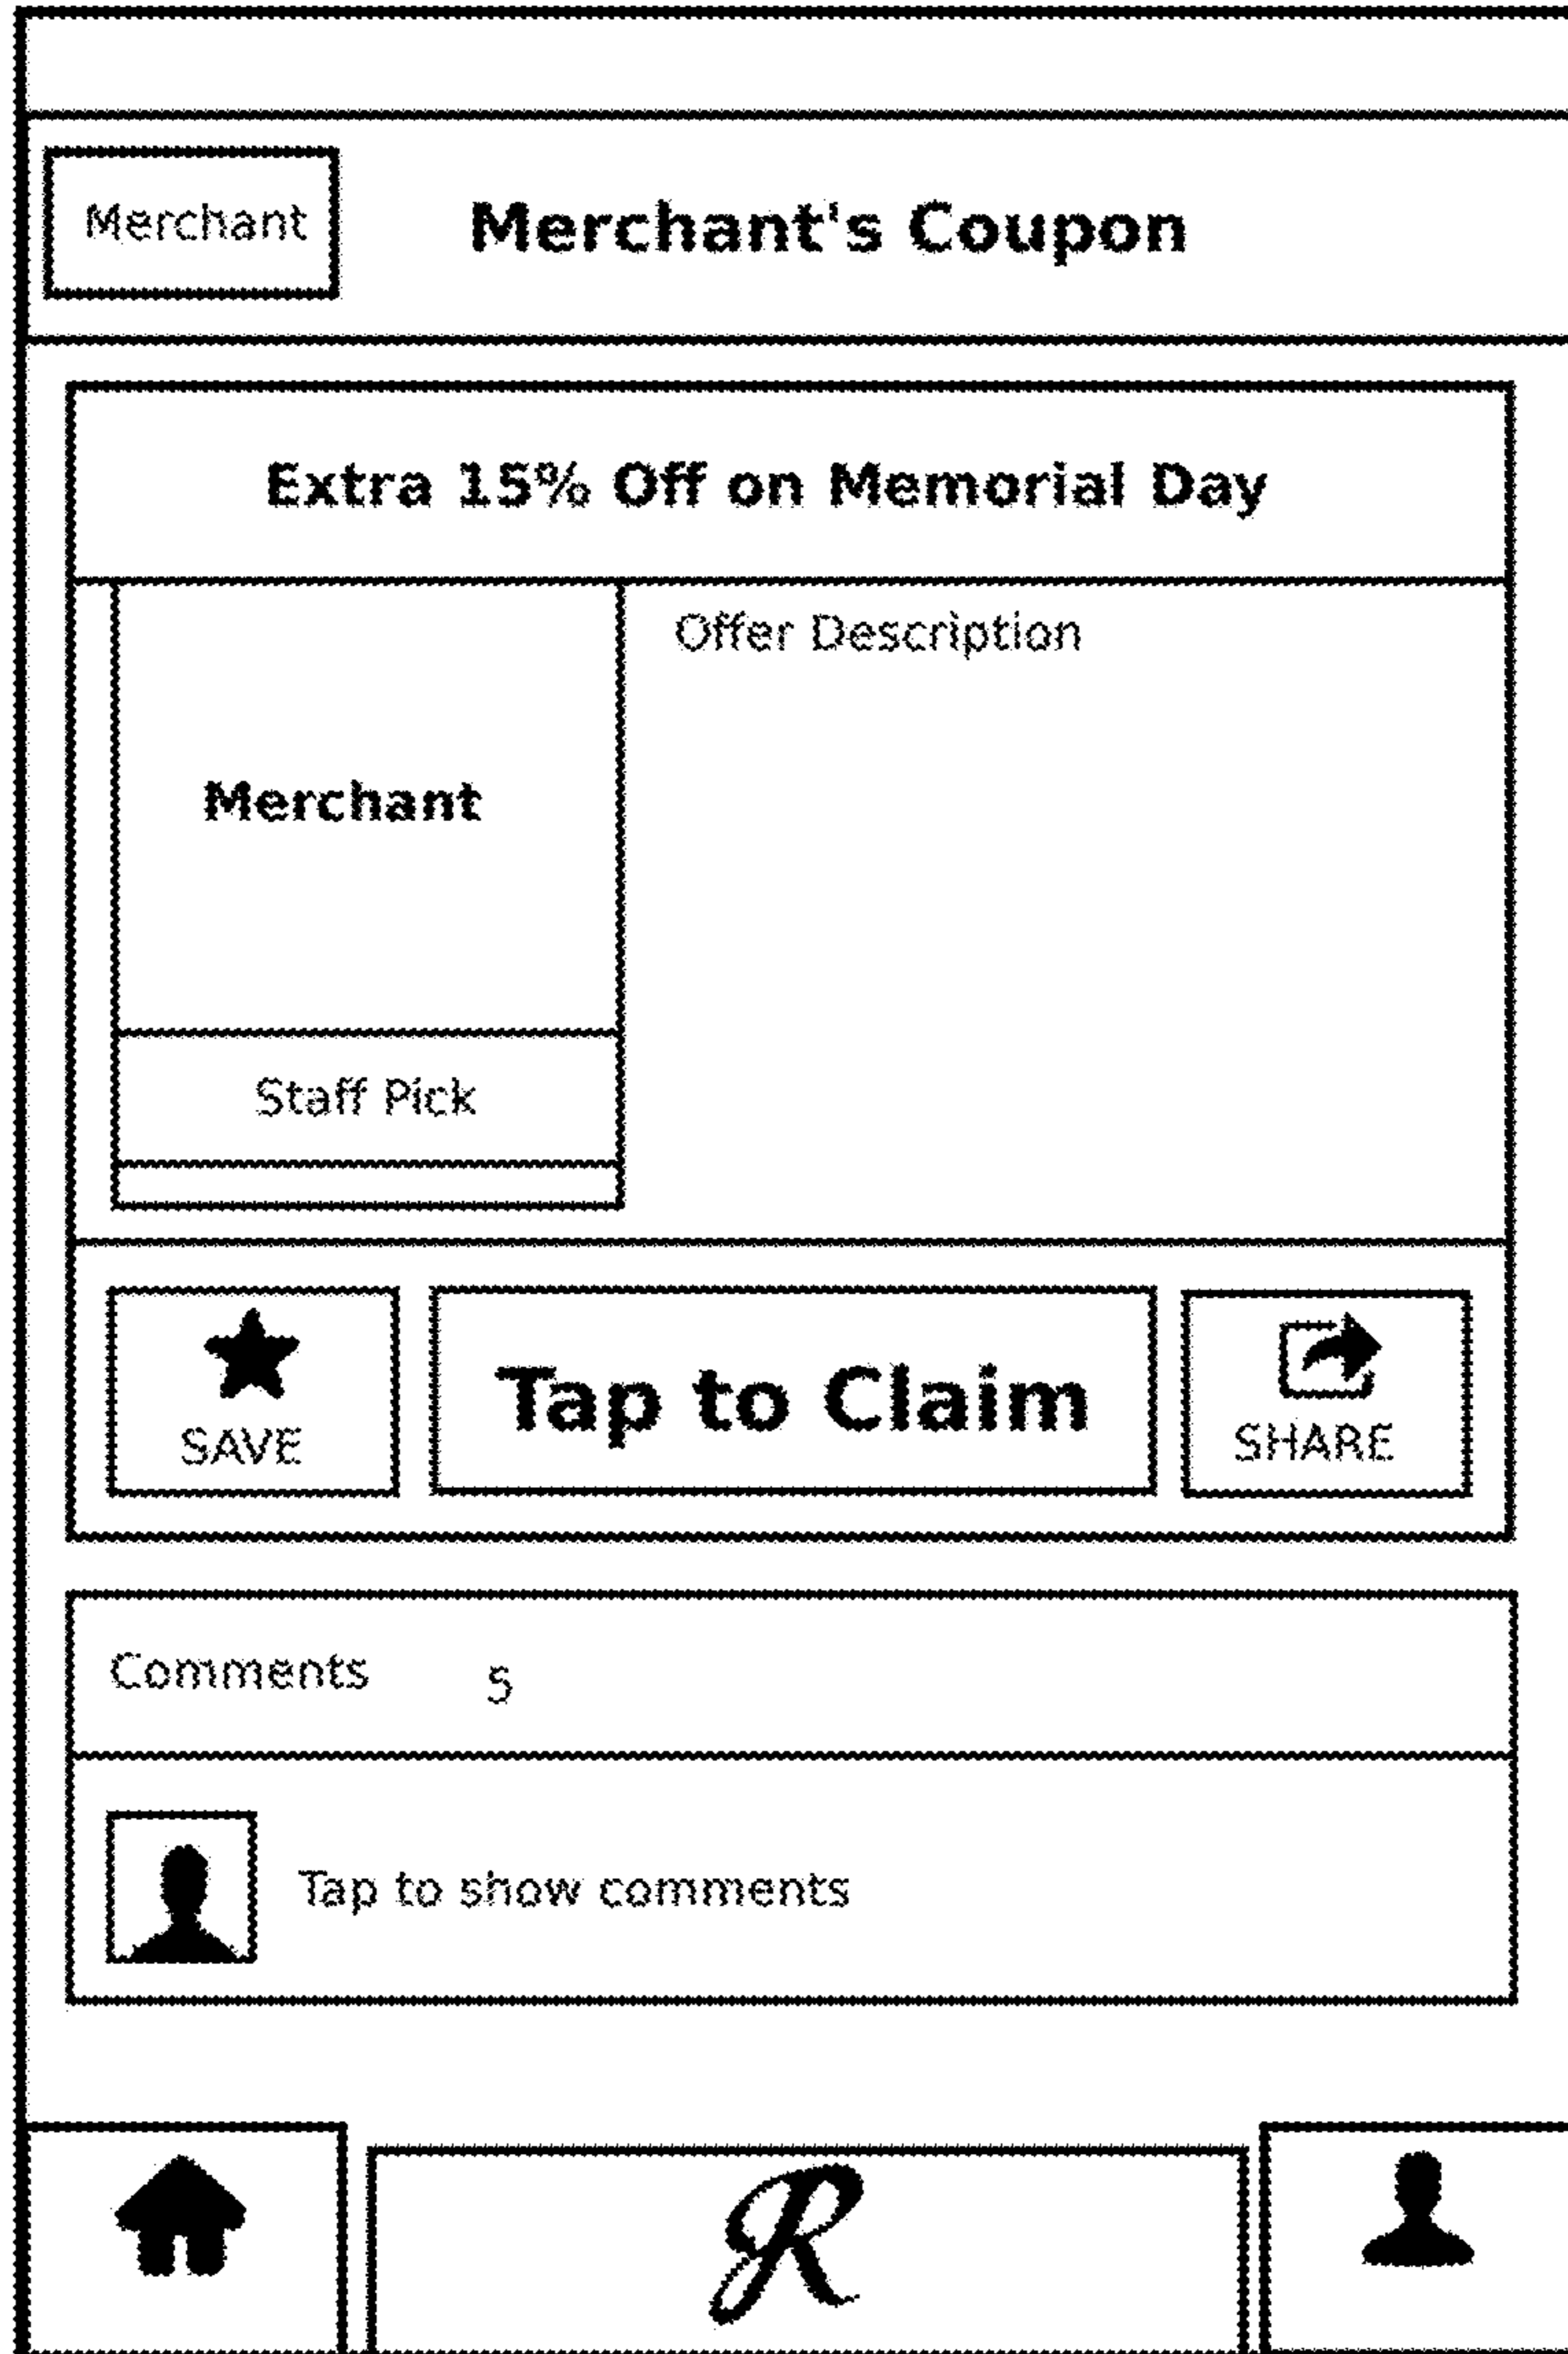 Merchant
Merchant's Coupon
Extra 15% Off on Memorial Day
Offer Description
Merchant
Staff Pick
SAVE
Tap to Claim
SHARE
Comments 5
Tap to show comments
R